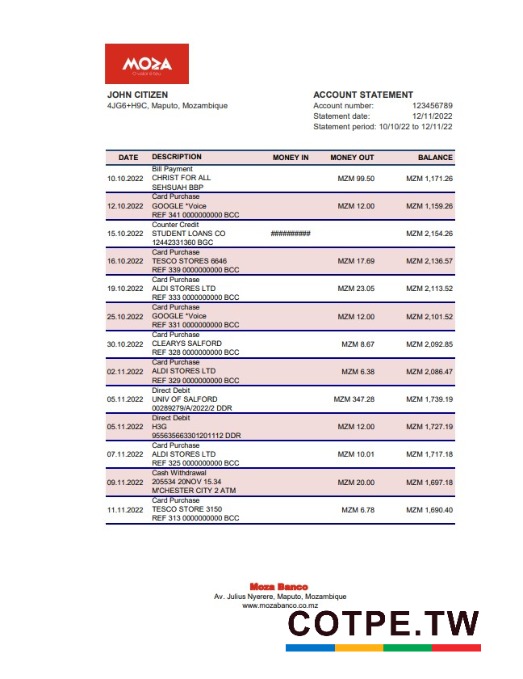 MOZA
JOHN CITIZEN
4JG6+H9C, Maputo, Mozambique
ACCOUNT STATEMENT
Account number: 123456789
Statement date: 12/11/2022
Statement period: 10/10/22 to 12/11/22
DATE DESCRIPTION MONEY IN MONEY OUT BALANCE
Bill Payment
10.10.2022 CHRIST FOR ALL MZM 99.50 MZM 1,171.26
SEHSUAH BBP
Card Purchase
12.10.2022 GOOGLE *Voice MZM 12.00 MZM 1,159.26
REF 341 0000000000 BCC
Counter Credit
15.10.2022 STUDENT LOANS CO ########## MZM 2,154.26
12442331360 BGC
Card Purchase
16.10.2022 TESCO STORES 6646 MZM 17.69 MZM 2,136.57
REF 339 0000000000 BCC
Card Purchase
19.10.2022 ALDI STORES LTD MZM 23.05 MZM 2,113.52
REF 333 0000000000 BCC
Card Purchase
25.10.2022 GOOGLE *Voice MZM 12.00 MZM 2,101.52
REF 331 0000000000 BCC
Card Purchase
30.10.2022 CLEARYS SALFORD MZM 8.67 MZM 2,092.85
REF 328 0000000000 BCC
Card Purchase
02.11.2022 ALDI STORES LTD MZM 6.38 MZM 2,086.47
REF 329 0000000000 BCC
Direct Debit
05.11.2022 UNIV OF SALFORD MZM 347.28 MZM 1,739.19
00289279/A/2022/2 DDR
Direct Debit
05.11.2022 H3G MZM 12.00 MZM 1,727.19
955635663301201112 DDR
Card Purchase
07.11.2022 ALDI STORES LTD MZM 10.01 MZM 1,717.18
REF 325 0000000000 BCC
Cash Withdrawal
09.11.2022 205534 20NOV 15.34 MZM 20.00 MZM 1,697.18
M'CHESTER CITY 2 ATM
Card Purchase
11.11.2022 TESCO STORE 3150 MZM 6.78 MZM 1,690.40
REF 313 0000000000 BCC
Moza Banco
Av. Julius Nyerere, Maputo, Mozambique
www.mozabanco.co.mz
COTPE.TW